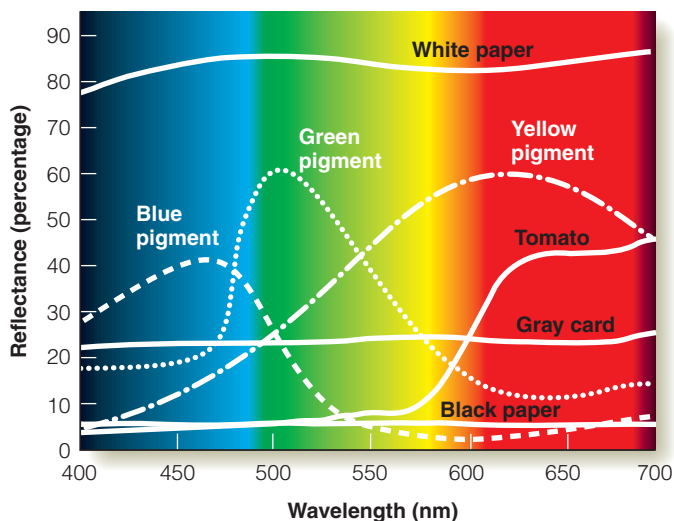 90
80
70
60
50
40
30
20
10
0
Reflectance (percentage)
White paper
Green
pigment
Yellow
pigment
Blue
pigment
Tomato
Gray card
Black paper
400
450
500
550
600
650
700
Wavelength (nm)